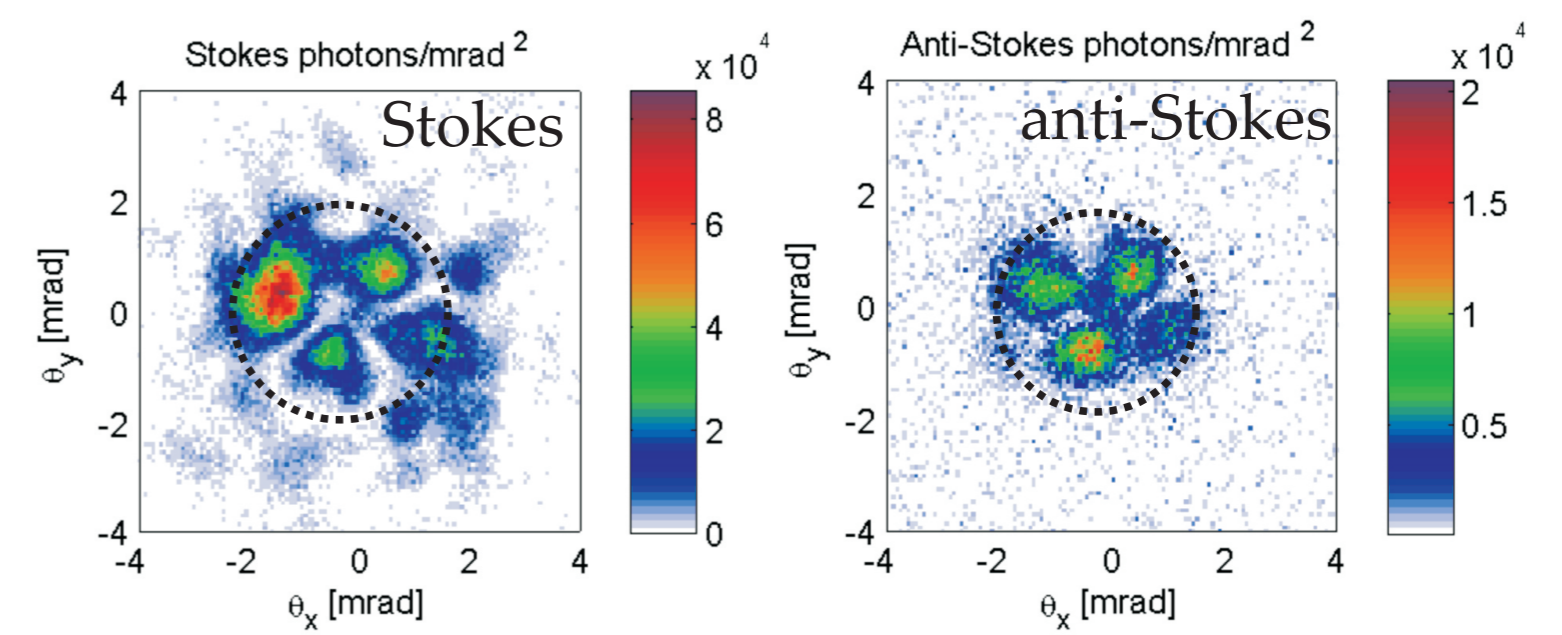 Stokes photons/mrad 2
x 10 4
Stokes
4
2
0
-2
-4
-4
-2
0
2
4
θy [mrad]
θx [mrad]
8
6
4
2
0
Anti-Stokes photons/mrad 2
x 10 4
anti-Stokes
4
2
0
-2
-4
-4
-2
0
2
4
θy [mrad]
θx [mrad]
2
1.5
1
0.5